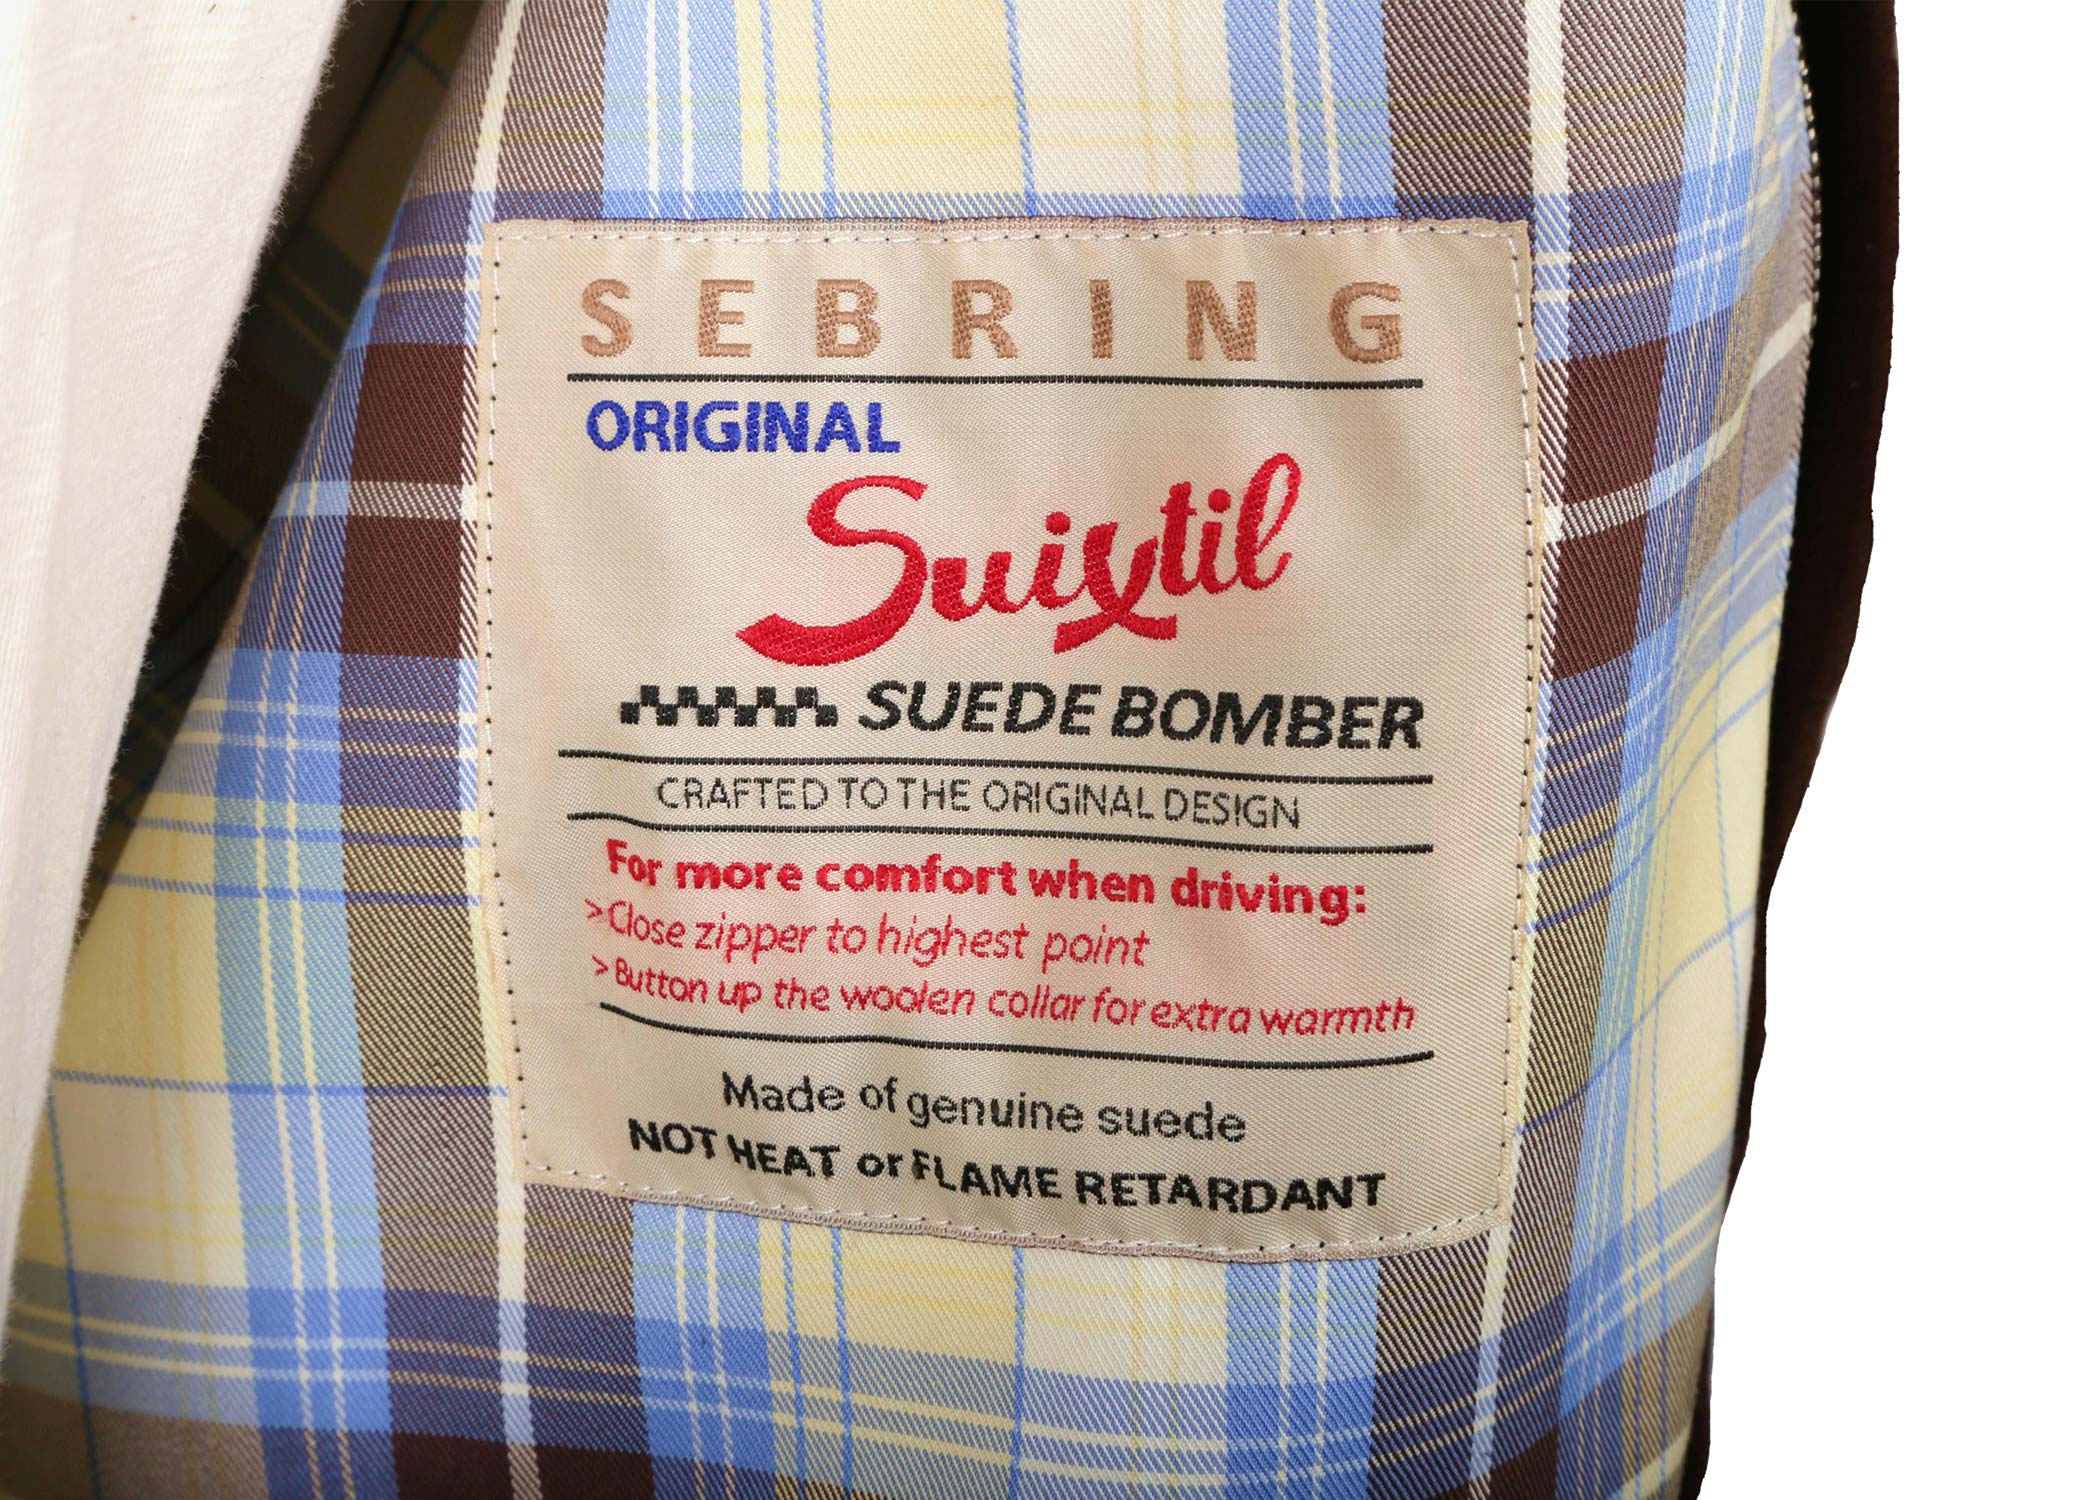 SEBRING
ORIGINAL
Suixtil
SUEDE BOMBER
CRAFTED TO THE ORIGINAL DESIGN
For more comfort when driving:
>Close zipper to highest point
>Button up the woolen collar for extra warmth
Made of genuine suede
NOT HEAT or FLAME RETARDANT